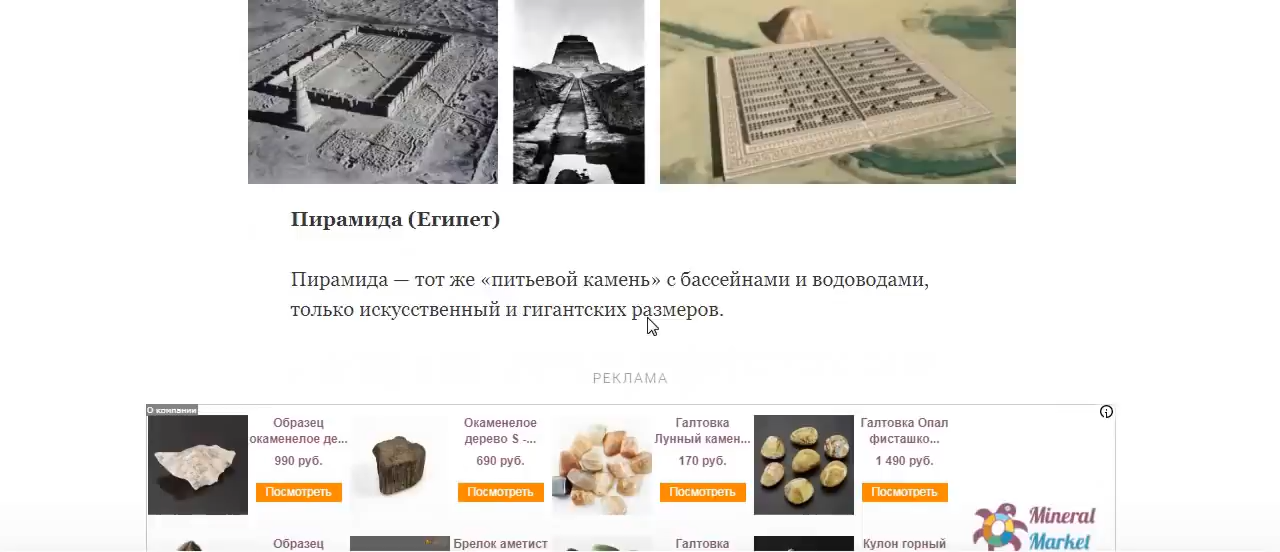 Пирамида (Египет)
Пирамида — тот же «питьевой камень» с бассейнами и водоводами,
только искусственный и гигантских размеров.
РЕКЛАМА
О компании
Образец
окаменелое де...
990 руб.
Посмотреть
Окаменелое
дерево S -...
690 руб.
Посмотреть
Галтовка
Лунный камен...
170 руб.
Посмотреть
Галтовка Опал
фисташко...
1 490 руб.
Посмотреть
Образец
Брелок аметист
Галтовка
Кулон горный
Mineral
Market